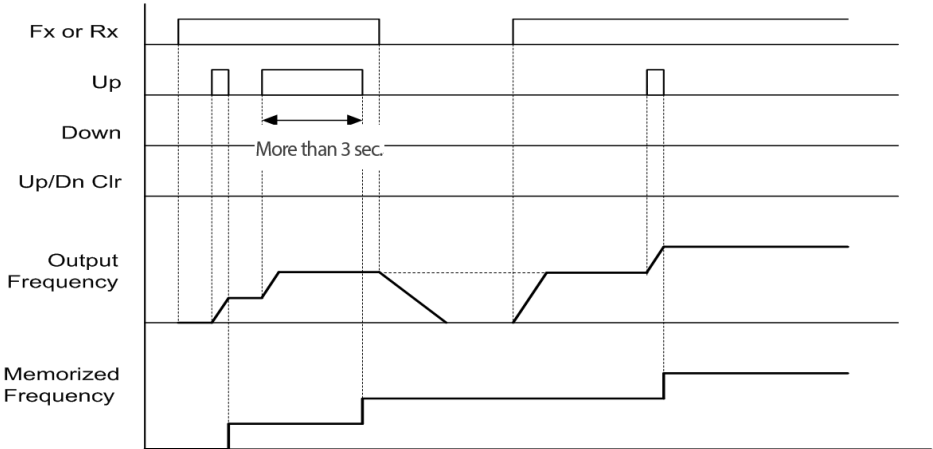 Fx or Rx
Up
Down
More than 3 sec.
Up/Dn Clr
Output
Frequency
Memorized
Frequency